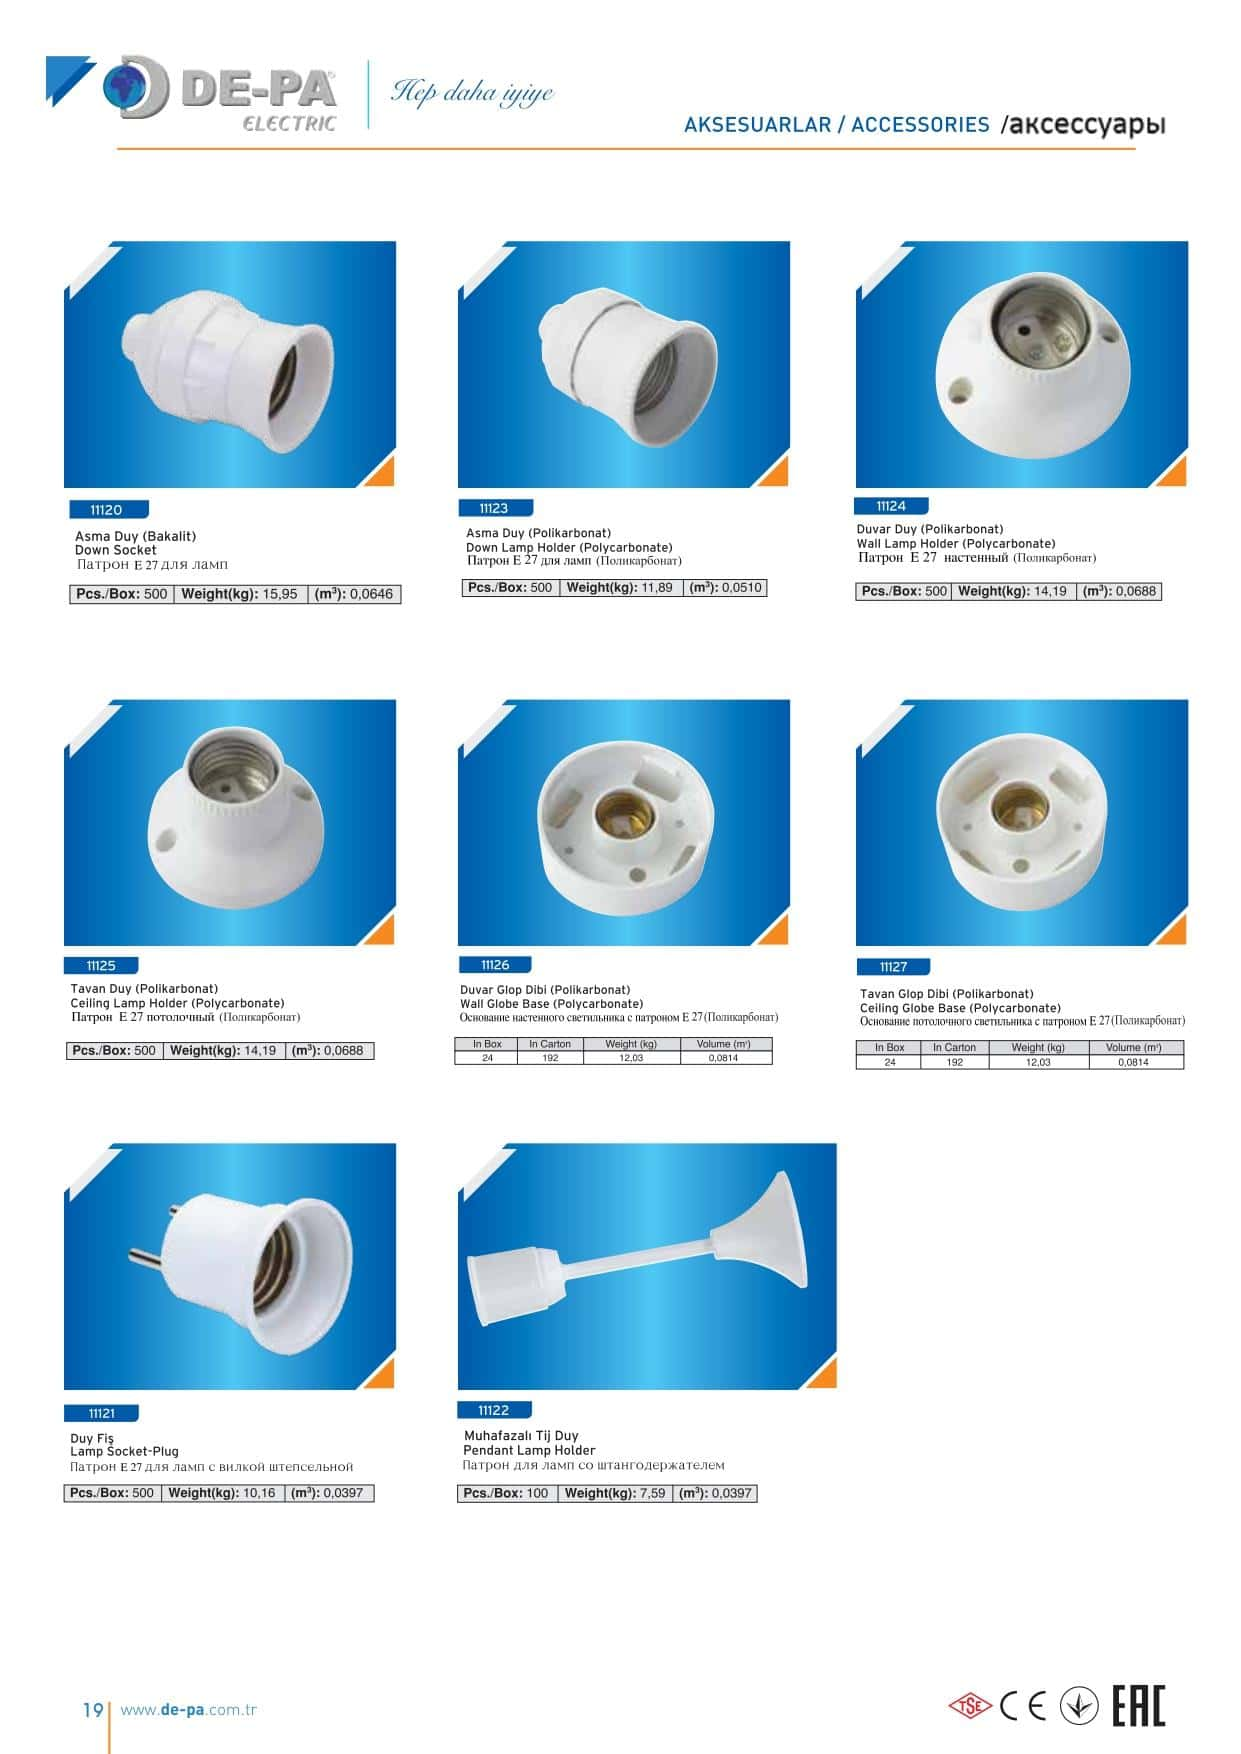 DE-PA
ELECTRIC
Hep daha iyiye
AKSESUARLAR / ACCESSORIES /аксессуары
11120
Asma Duy (Bakalit)
Down Socket
Патрон E 27 для ламп
Pcs./Box: 500 Weight(kg): 15,95 (m³): 0,0646
11123
Asma Duy (Polikarbonat)
Down Lamp Holder (Polycarbonate)
Патрон E 27 для ламп (Поликарбонат)
Pcs./Box: 500 Weight(kg): 11,89 (m³): 0,0510
11124
Duvar Duy (Polikarbonat)
Wall Lamp Holder (Polycarbonate)
Патрон E 27 настенный (Поликарбонат)
Pcs./Box: 500 Weight(kg): 14,19 (m³): 0,0688
11125
Tavan Duy (Polikarbonat)
Ceiling Lamp Holder (Polycarbonate)
Патрон E 27 потолочный (Поликарбонат)
Pcs./Box: 500 Weight(kg): 14,19 (m³): 0,0688
11126
Duvar Glop Dibi (Polikarbonat)
Wall Globe Base (Polycarbonate)
Основание настенного светильника с патроном E 27 (Поликарбонат)
In Box In Carton Weight (kg) Volume (m³)
24 192 12,03 0,0814
11127
Tavan Glop Dibi (Polikarbonat)
Ceiling Globe Base (Polycarbonate)
Основание потолочного светильника с патроном E 27 (Поликарбонат)
In Box In Carton Weight (kg) Volume (m³)
24 192 12,03 0,0814
11121
Duy Fiş
Lamp Socket-Plug
Патрон E 27 для ламп с вилкой штепсельной
Pcs./Box: 500 Weight(kg): 10,16 (m³): 0,0397
11122
Muhafazalı Tij Duy
Pendant Lamp Holder
Патрон для ламп со штангодержателем
Pcs./Box: 100 Weight(kg): 7,59 (m³): 0,0397
19 www.de-pa.com.tr
TSE CE EAC